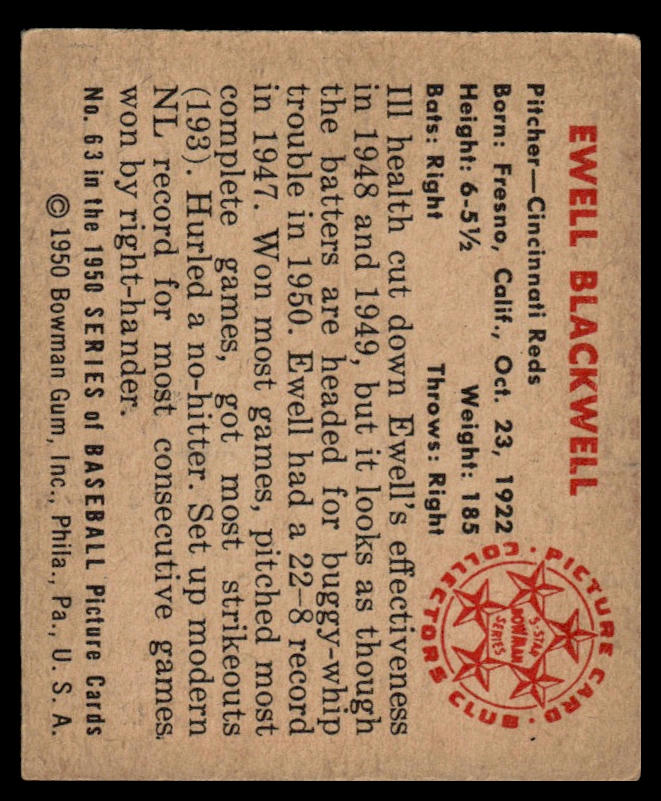 EWELL BLACKWELL
Pitcher—Cincinnati Reds
Born: Fresno, Calif., Oct. 23, 1922
Height: 6-5½ Weight: 185
Bats: Right Throws: Right
Ill health cut down Ewell's effectiveness
in 1948 and 1949, but it looks as though
the batters are headed for buggy-whip
trouble in 1950. Ewell had a 22–8 record
in 1947. Won most games, pitched most
complete games, got most strikeouts
(193). Hurled a no-hitter. Set up modern
NL record for most consecutive games
won by right-hander.
No. 63 in the 1950 SERIES of BASEBALL Picture Cards
© 1950 Bowman Gum, Inc., Phila., Pa., U. S. A.
PICTURE CARD COLLECTORS CLUB
5-STAR
BOWMAN
SERIES